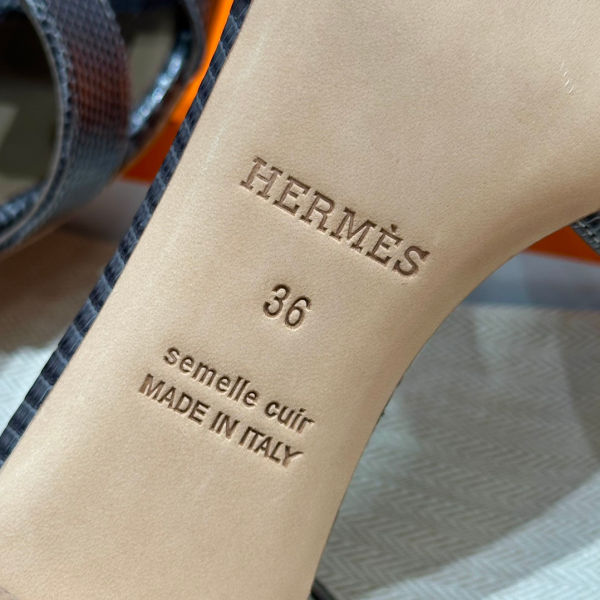 HERMÈS
36
semelle cuir
MADE IN ITALY